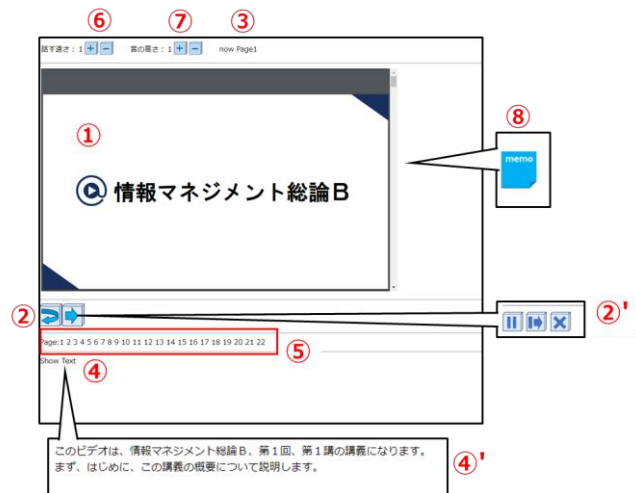 ⑥ ⑦ ③
話す速さ：1 + − 音の高さ：1 + − now Page1
①
⑧
memo
情報マネジメント総論B
② ②'
Page:1 2 3 4 5 6 7 8 9 10 11 12 13 14 15 16 17 18 19 20 21 22
⑤
Show Text
④
このビデオは、情報マネジメント総論B、第1回、第1講の講義になります。
まず、はじめに、この講義の概要について説明します。
④'